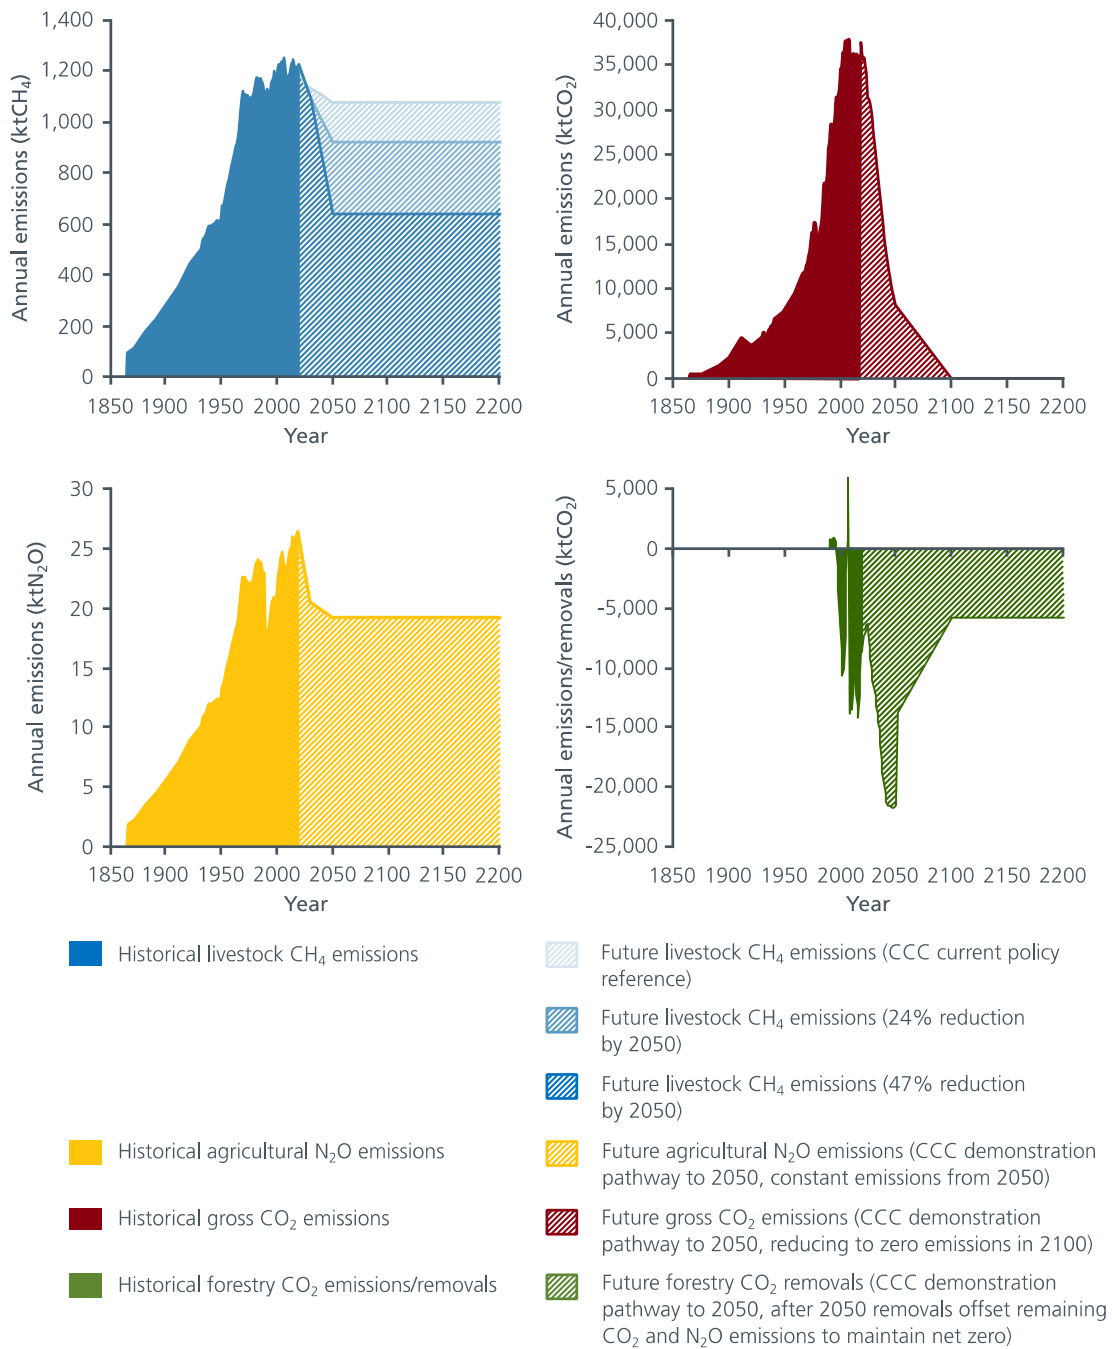 Annual emissions (ktCH₄)
1,400
1,200
1,000
800
600
400
200
0
1850 1900 1950 2000 2050 2100 2150 2200
Year
Annual emissions (ktCO₂)
40,000
35,000
30,000
25,000
20,000
15,000
10,000
5,000
0
1850 1900 1950 2000 2050 2100 2150 2200
Year
Annual emissions (ktN₂O)
30
25
20
15
10
5
0
1850 1900 1950 2000 2050 2100 2150 2200
Year
Annual emissions/removals (ktCO₂)
5,000
0
-5,000
-10,000
-15,000
-20,000
-25,000
1850 1900 1950 2000 2050 2100 2150 2200
Year
Historical livestock CH₄ emissions
Future livestock CH₄ emissions (CCC current policy
reference)
Future livestock CH₄ emissions (24% reduction
by 2050)
Future livestock CH₄ emissions (47% reduction
by 2050)
Historical agricultural N₂O emissions
Future agricultural N₂O emissions (CCC demonstration
pathway to 2050, constant emissions from 2050)
Historical gross CO₂ emissions
Future gross CO₂ emissions (CCC demonstration
pathway to 2050, reducing to zero emissions in 2100)
Historical forestry CO₂ emissions/removals
Future forestry CO₂ removals (CCC demonstration
pathway to 2050, after 2050 removals offset remaining
CO₂ and N₂O emissions to maintain net zero)